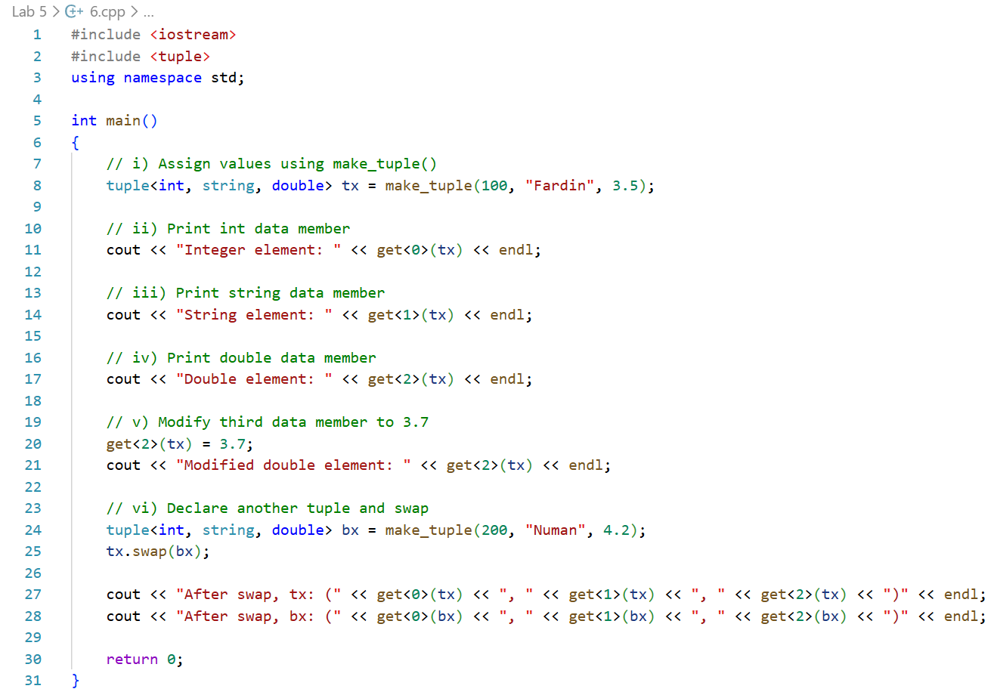 Lab 5 > C++ 6.cpp > ...
1 #include <iostream>
2 #include <tuple>
3 using namespace std;
4
5 int main()
6 {
7     // i) Assign values using make_tuple()
8     tuple<int, string, double> tx = make_tuple(100, "Fardin", 3.5);
9
10     // ii) Print int data member
11     cout << "Integer element: " << get<0>(tx) << endl;
12
13     // iii) Print string data member
14     cout << "String element: " << get<1>(tx) << endl;
15
16     // iv) Print double data member
17     cout << "Double element: " << get<2>(tx) << endl;
18
19     // v) Modify third data member to 3.7
20     get<2>(tx) = 3.7;
21     cout << "Modified double element: " << get<2>(tx) << endl;
22
23     // vi) Declare another tuple and swap
24     tuple<int, string, double> bx = make_tuple(200, "Numan", 4.2);
25     tx.swap(bx);
26
27     cout << "After swap, tx: (" << get<0>(tx) << ", " << get<1>(tx) << ", " << get<2>(tx) << ")" << endl;
28     cout << "After swap, bx: (" << get<0>(bx) << ", " << get<1>(bx) << ", " << get<2>(bx) << ")" << endl;
29
30     return 0;
31 }